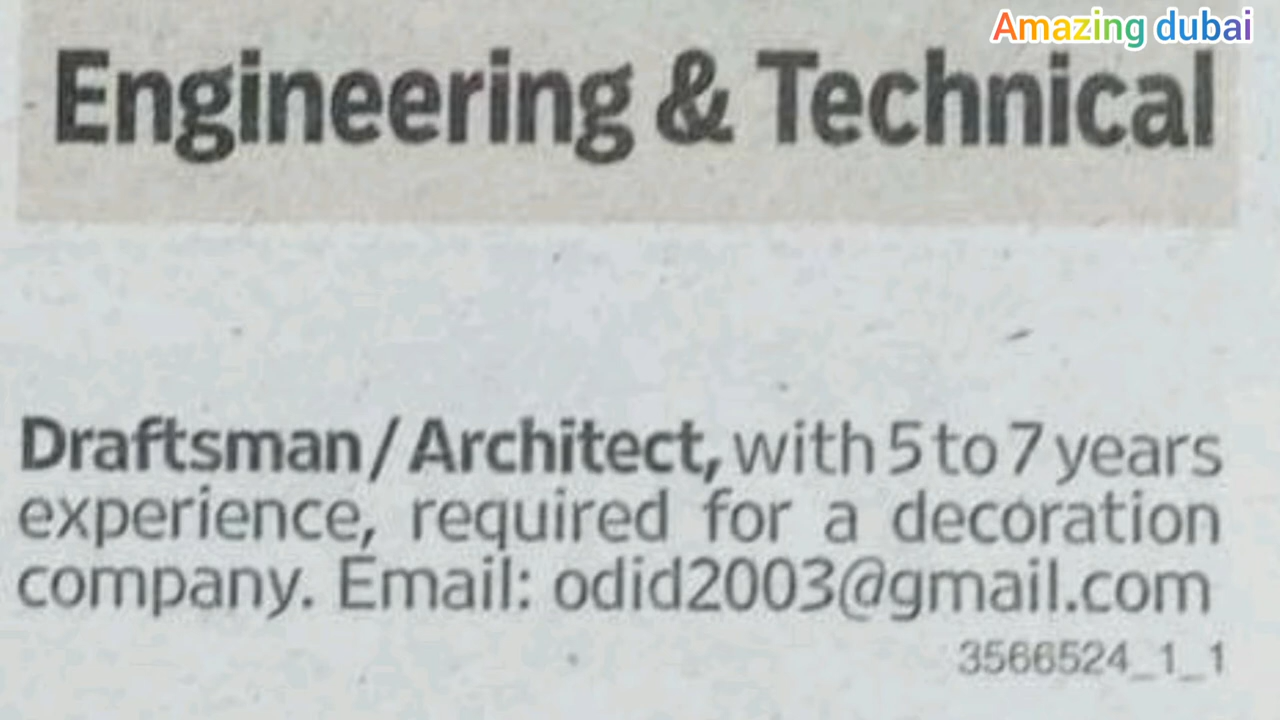 Amazing dubai
Engineering & Technical
Draftsman / Architect, with 5 to 7 years
experience, required for a decoration
company. Email: odid2003@gmail.com
3566524_1_1